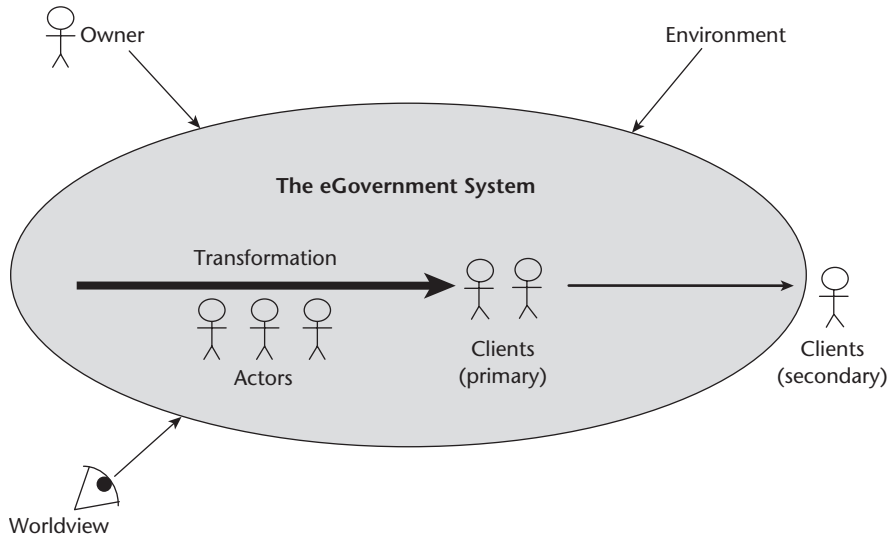 Owner
Environment
The eGovernment System
Transformation
Actors
Clients
(primary)
Clients
(secondary)
Worldview